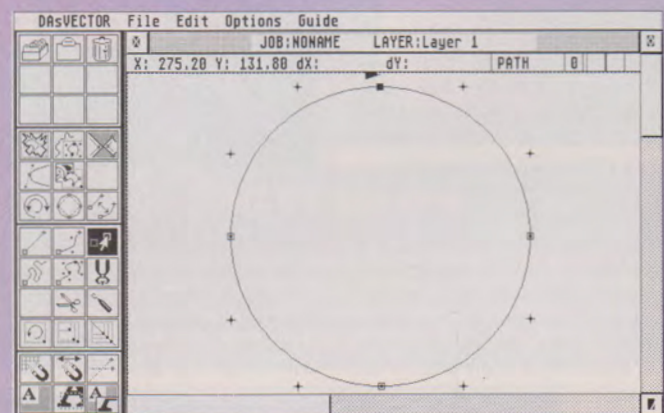 DAsVECTOR File Edit Options Guide
JOB:NONAME LAYER:Layer 1
X: 275.20 Y: 131.80 dX: dY: PATH 0
A A